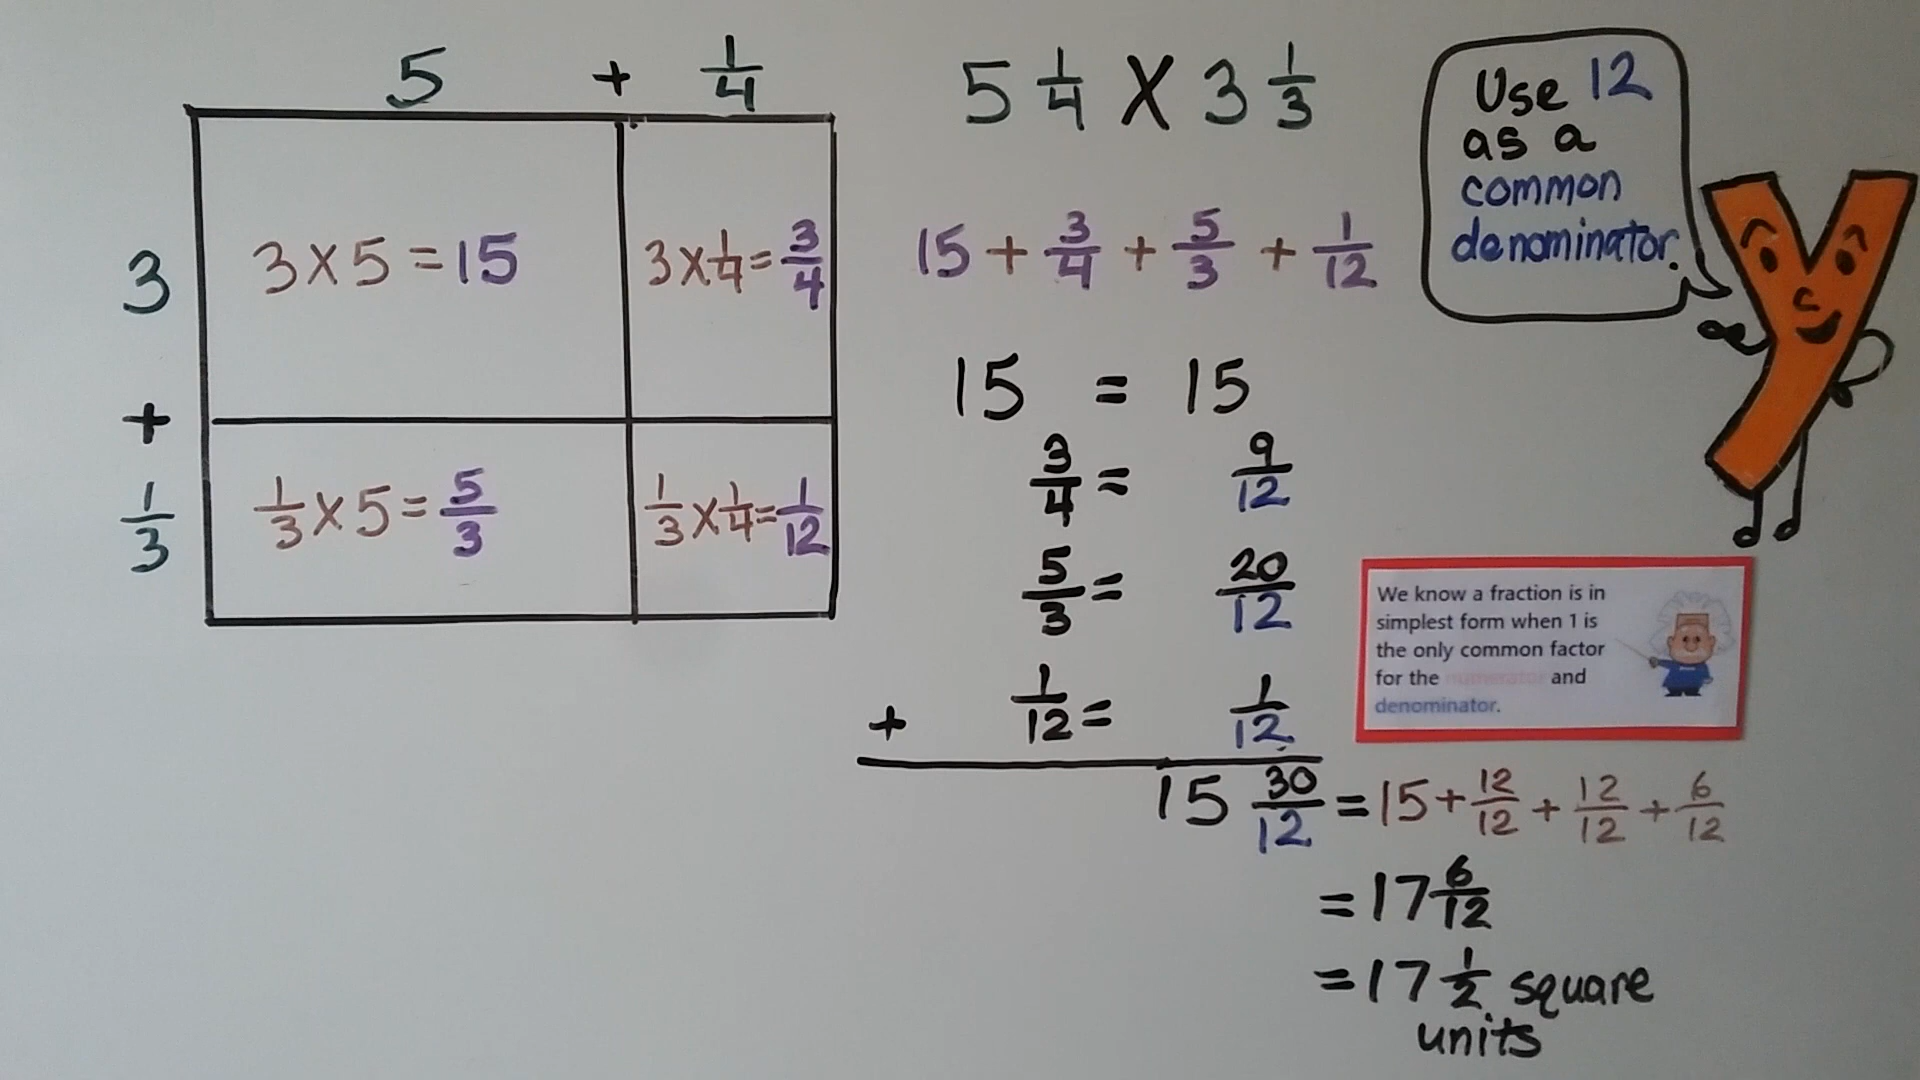 5 + 1/4
3
+
1/3
3 x 5 = 15
3 x 1/4 = 3/4
1/3 x 5 = 5/3
1/3 x 1/4 = 1/12
5 1/4 X 3 1/3
15 + 3/4 + 5/3 + 1/12
15 = 15
3/4 = 9/12
5/3 = 20/12
+ 1/12 = 1/12
15 30/12 = 15 + 12/12 + 12/12 + 6/12
= 17 6/12
= 17 1/2 square
units
Use 12
as a
common
denominator.
We know a fraction is in
simplest form when 1 is
the only common factor
for the numerator and
denominator.